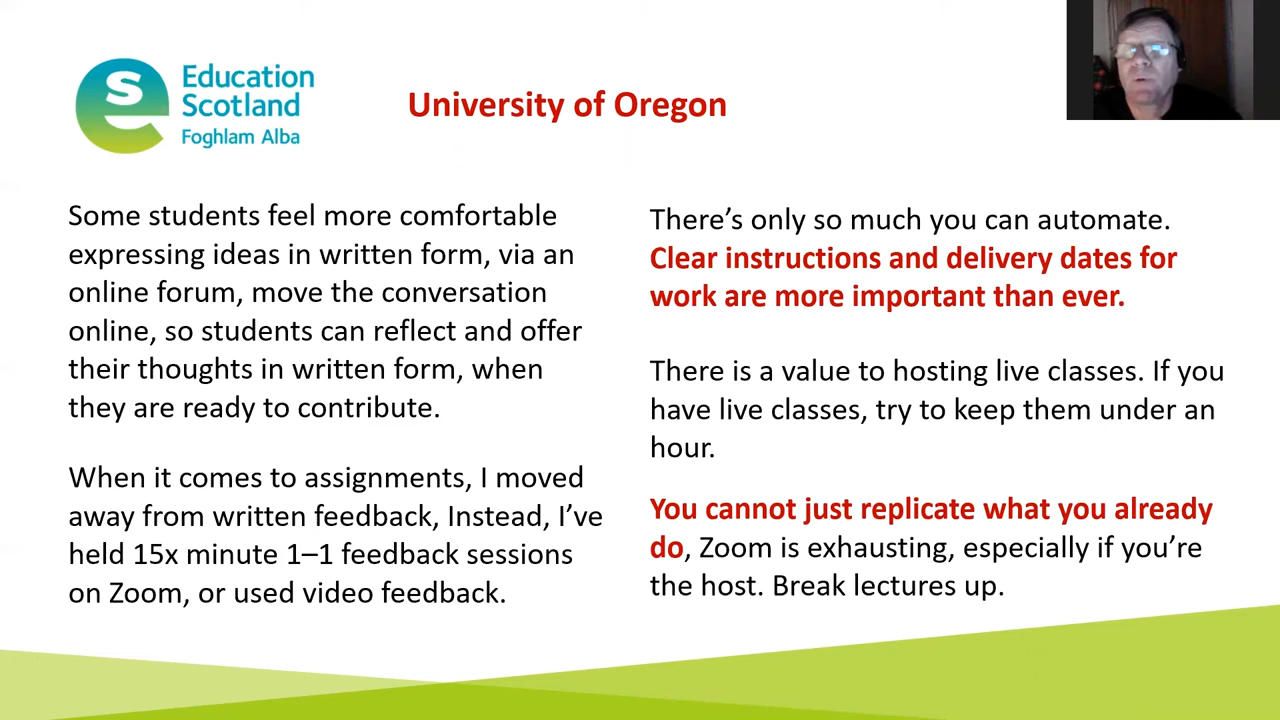 Education
Scotland
Foghlam Alba
University of Oregon
Some students feel more comfortable
expressing ideas in written form, via an
online forum, move the conversation
online, so students can reflect and offer
their thoughts in written form, when
they are ready to contribute.
When it comes to assignments, I moved
away from written feedback, Instead, I’ve
held 15x minute 1–1 feedback sessions
on Zoom, or used video feedback.
There’s only so much you can automate.
Clear instructions and delivery dates for
work are more important than ever.
There is a value to hosting live classes. If you
have live classes, try to keep them under an
hour.
You cannot just replicate what you already
do, Zoom is exhausting, especially if you’re
the host. Break lectures up.